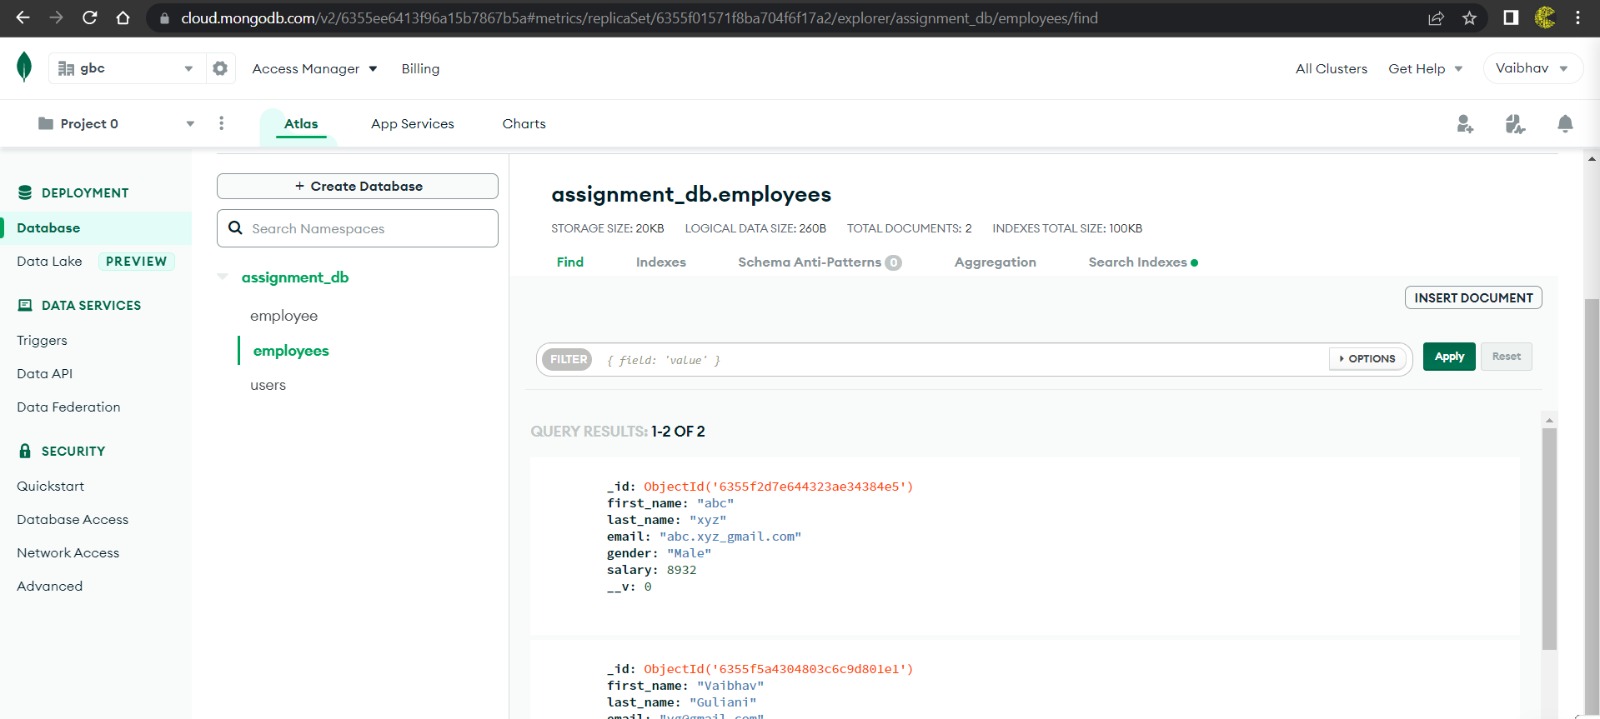 cloud.mongodb.com/v2/6355ee6413f96a15b7867b5a#metrics/replicaSet/6355f01571f8ba704f6f17a2/explorer/assignment_db/employees/find
gbc Access Manager Billing All Clusters Get Help Vaibhav
Project 0 Atlas App Services Charts
DEPLOYMENT
Database
Data Lake PREVIEW
DATA SERVICES
Triggers
Data API
Data Federation
SECURITY
Quickstart
Database Access
Network Access
Advanced
+ Create Database
Search Namespaces
assignment_db
employee
employees
users
assignment_db.employees
STORAGE SIZE: 20KB LOGICAL DATA SIZE: 260B TOTAL DOCUMENTS: 2 INDEXES TOTAL SIZE: 100KB
Find Indexes Schema Anti-Patterns 0 Aggregation Search Indexes
INSERT DOCUMENT
FILTER { field: 'value' } OPTIONS Apply Reset
QUERY RESULTS: 1-2 OF 2
_id: ObjectId('6355f2d7e644323ae34384e5')
first_name: "abc"
last_name: "xyz"
email: "abc.xyz_gmail.com"
gender: "Male"
salary: 8932
__v: 0
_id: ObjectId('6355f5a4304803c6c9d801e1')
first_name: "Vaibhav"
last_name: "Guliani"
email: "vg@gmail.com"